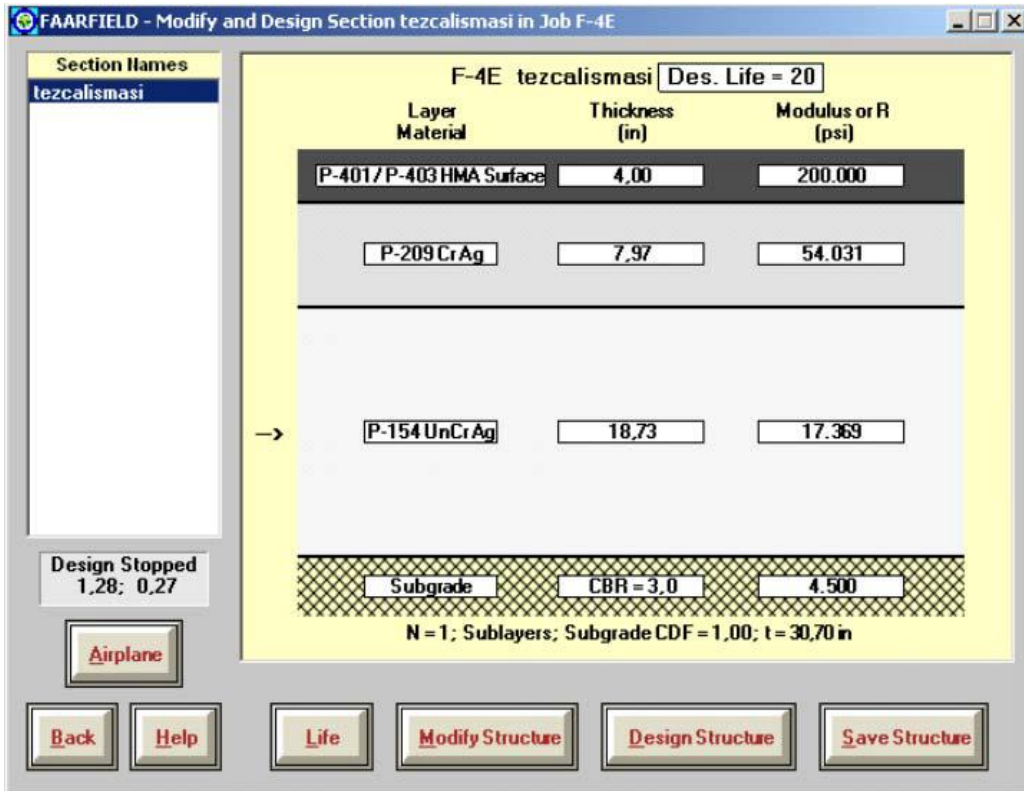 FAARFIELD - Modify and Design Section tezcalismasi in Job F-4E
Section Names
tezcalismasi
F-4E tezcalismasi Des. Life = 20
Layer Material Thickness (in) Modulus or R (psi)
P-401 / P-403 HMA Surface 4,00 200.000
P-209 CrAg 7,97 54.031
--> P-154 UnCrAg 18,73 17.369
Subgrade CBR = 3,0 4.500
N = 1; Sublayers; Subgrade CDF = 1,00; t = 30,70 in
Design Stopped
1,28; 0,27
Airplane
Back Help Life Modify Structure Design Structure Save Structure